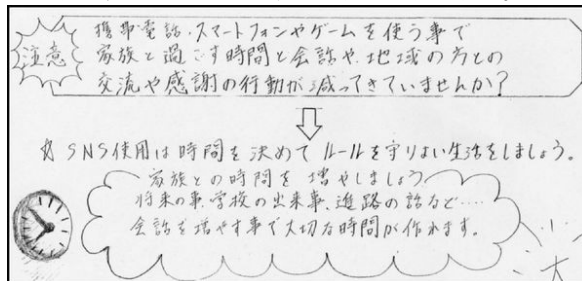 注意
携帯電話・スマートフォンやゲームを使う事で
家族と過ごす時間と会話や、地域の方との
交流や感謝の行動が減ってきていませんか?
☆ SNS使用は時間を決めてルールを守りよい生活をしましょう。
家族との時間を増やしましょう
将来の事、学校の出来事、進路の話など……
会話を増やす事で大切な時間が作れます。
大